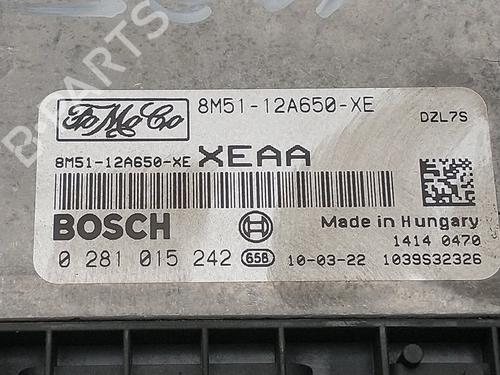 B-PARTS
FoMoCo
8M51-12A650-XE
DZL7S
8M51-12A650-XE XEAA
BOSCH
Made in Hungary
1414 0470
0 281 015 242 658 10-03-22 1039S32326